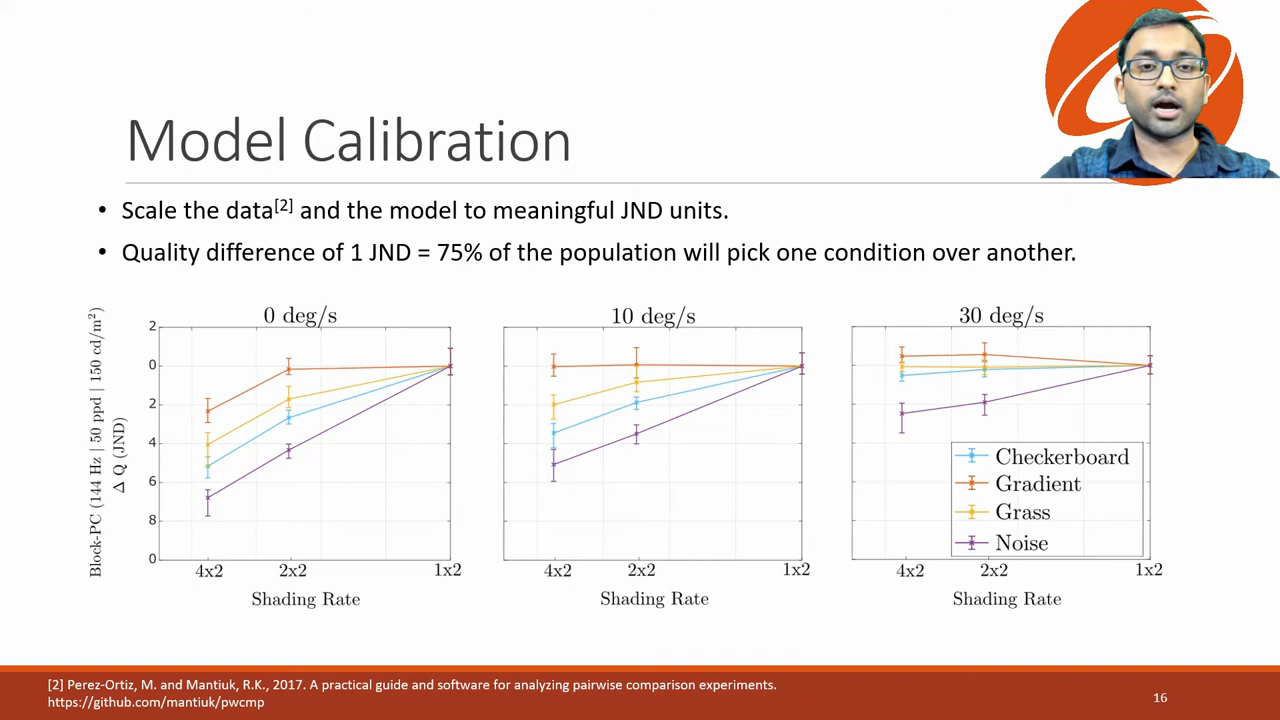 Model Calibration
• Scale the data[2] and the model to meaningful JND units.
• Quality difference of 1 JND = 75% of the population will pick one condition over another.
Block-PC (144 Hz | 50 ppd | 150 cd/m²)
Δ Q (JND)
0 deg/s
2
0
2
4
6
8
0
4x2 2x2 1x2
Shading Rate
10 deg/s
4x2 2x2 1x2
Shading Rate
30 deg/s
Checkerboard
Gradient
Grass
Noise
4x2 2x2 1x2
Shading Rate
[2] Perez-Ortiz, M. and Mantiuk, R.K., 2017. A practical guide and software for analyzing pairwise comparison experiments.
https://github.com/mantiuk/pwcmp
16